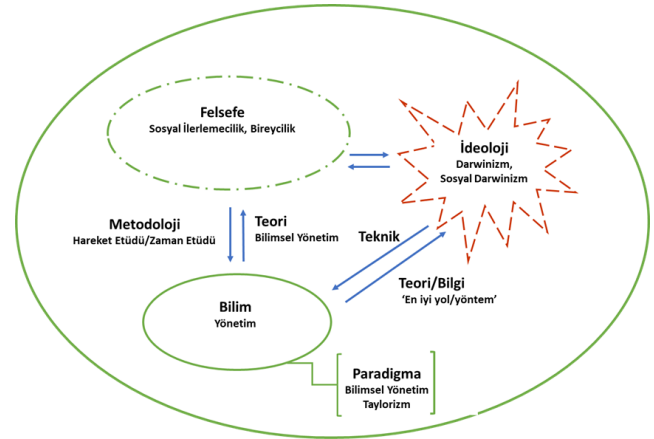 Felsefe
Sosyal İlerlemecilik, Bireycilik
İdeoloji
Darwinizm,
Sosyal Darwinizm
Metodoloji
Hareket Etüdü/Zaman Etüdü
Teori
Bilimsel Yönetim
Teknik
Teori/Bilgi
‘En iyi yol/yöntem’
Bilim
Yönetim
Paradigma
Bilimsel Yönetim
Taylorizm